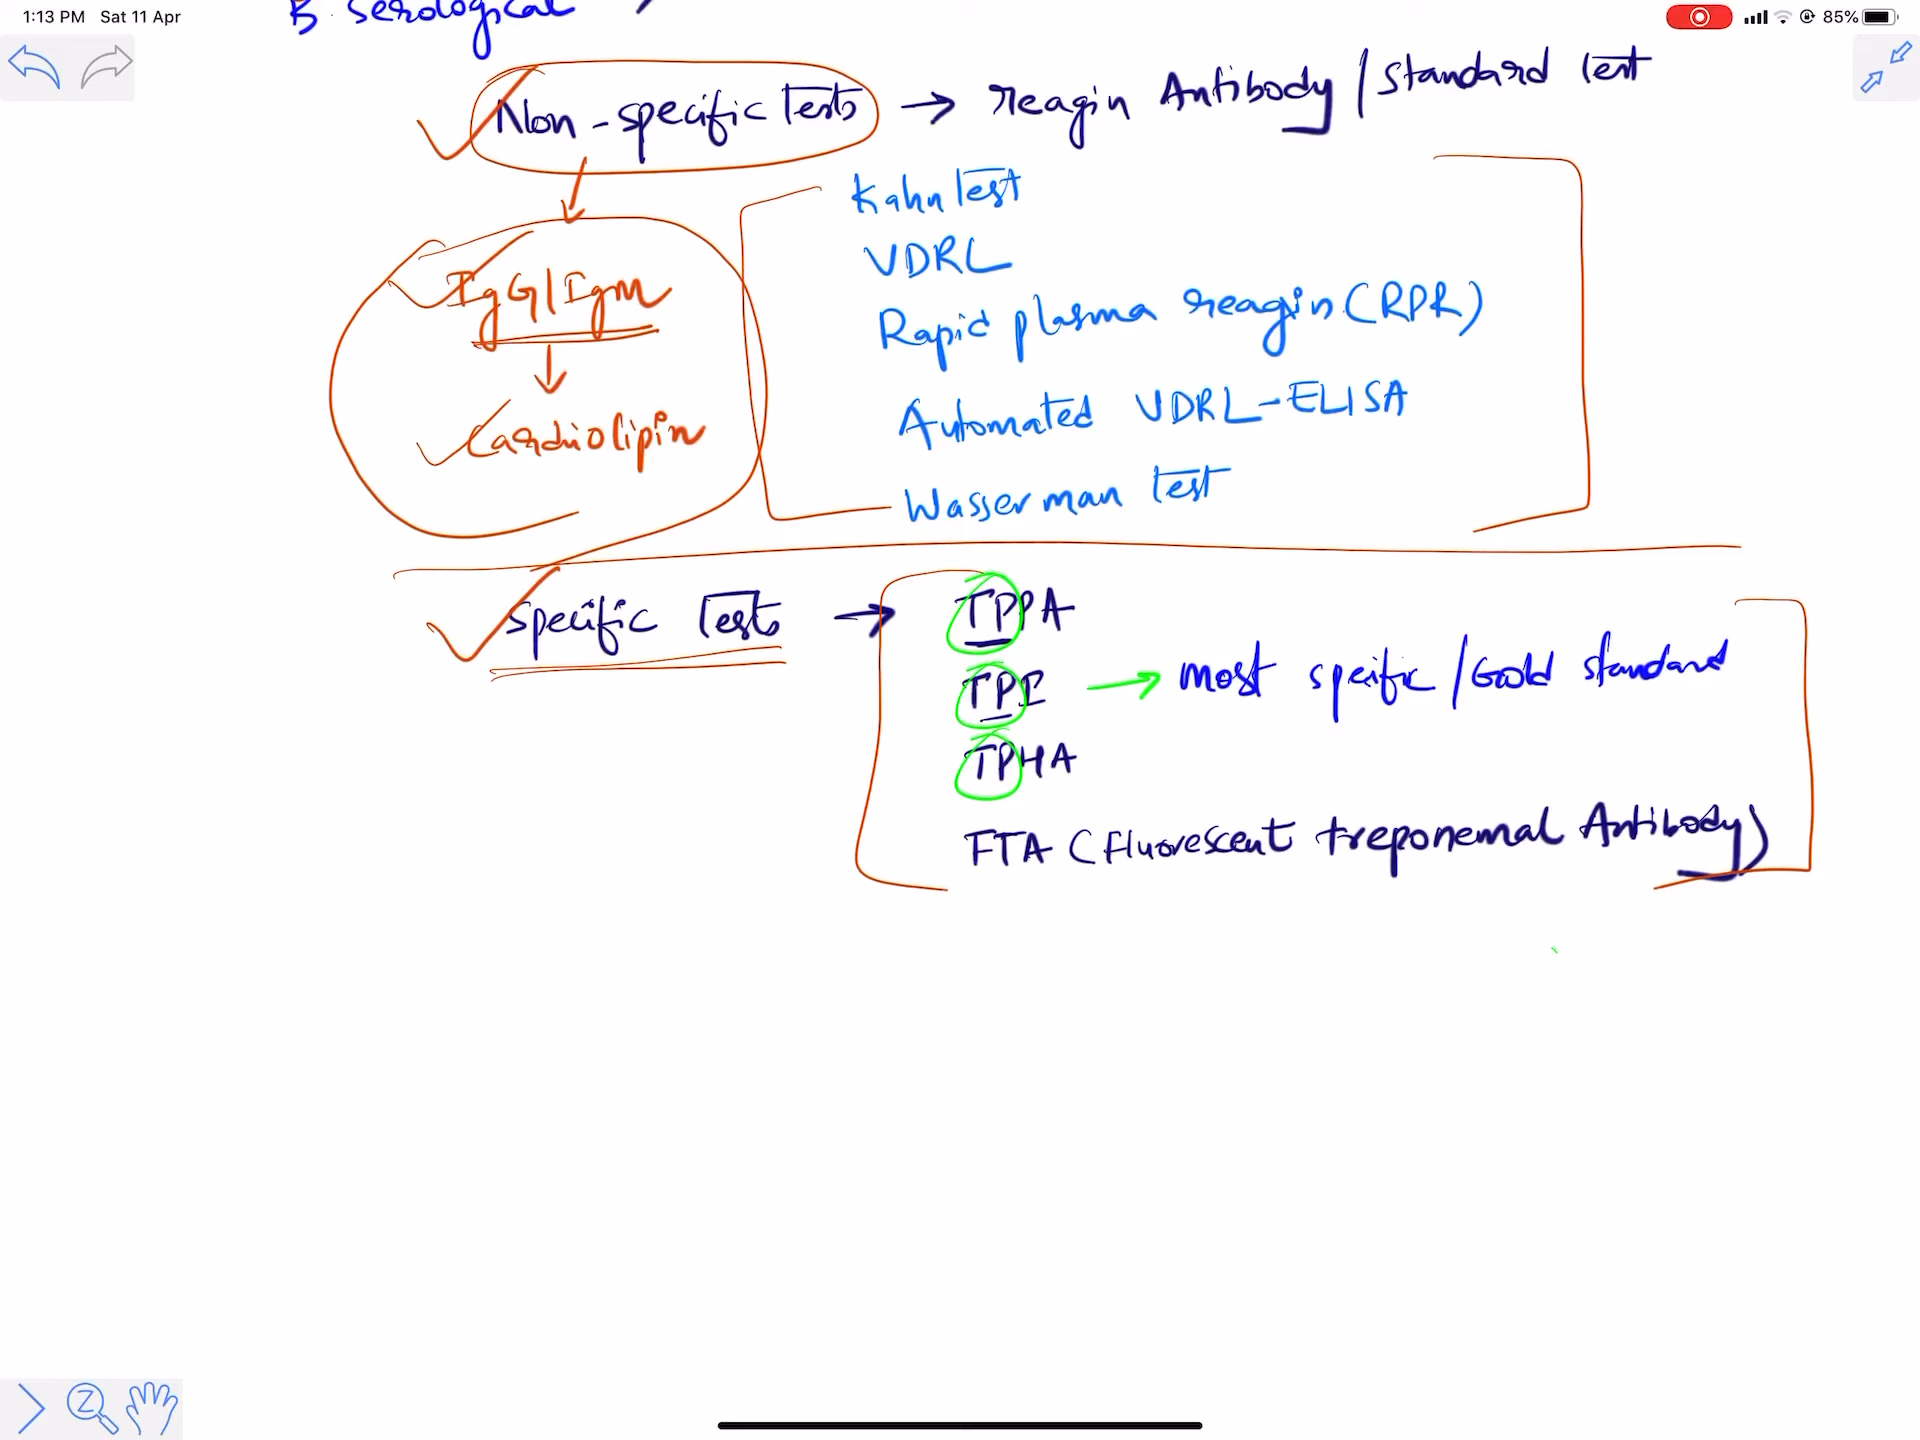 1:13 PM Sat 11 Apr
85%
B. Serological
Non-specific Tests → reagin Antibody / Standard test
Kahn Test
VDRL
IgG/Igm
Rapid plasma reagin (RPR)
Automated VDRL-ELISA
Cardiolipin
Wasserman test
Specific Tests → TPPA
TPI → most specific / Gold standard
TPHA
FTA (Fluorescent treponemal Antibody)
Z